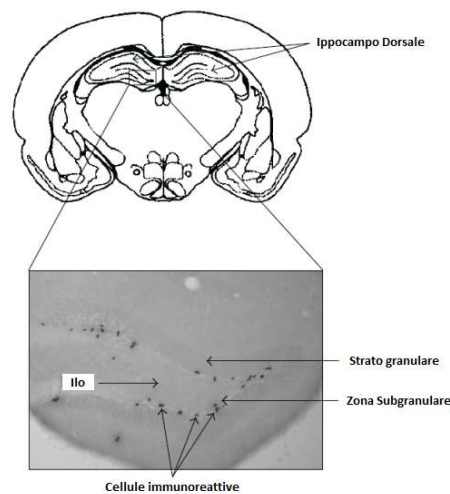 Ippocampo Dorsale
Strato granulare
Ilo
Zona Subgranulare
Cellule immunoreattive